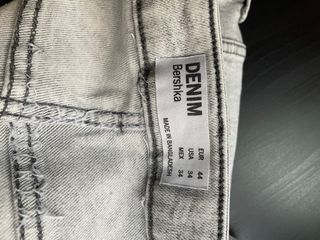 DENIM
Bershka
MADE IN BANGLADESH
EUR 44
USA 34
MEX 34